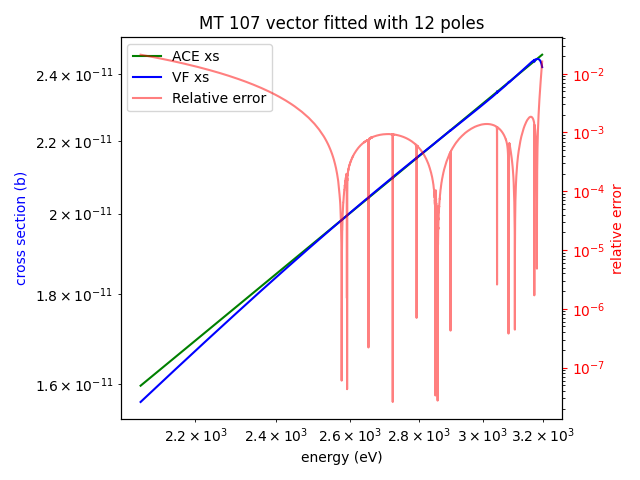 MT 107 vector fitted with 12 poles
ACE xs
VF xs
Relative error
2.4 × 10⁻¹¹
2.2 × 10⁻¹¹
2 × 10⁻¹¹
1.8 × 10⁻¹¹
1.6 × 10⁻¹¹
cross section (b)
10⁻²
10⁻³
10⁻⁴
10⁻⁵
10⁻⁶
10⁻⁷
relative error
2.2 × 10³ 2.4 × 10³ 2.6 × 10³ 2.8 × 10³ 3 × 10³ 3.2 × 10³
energy (eV)